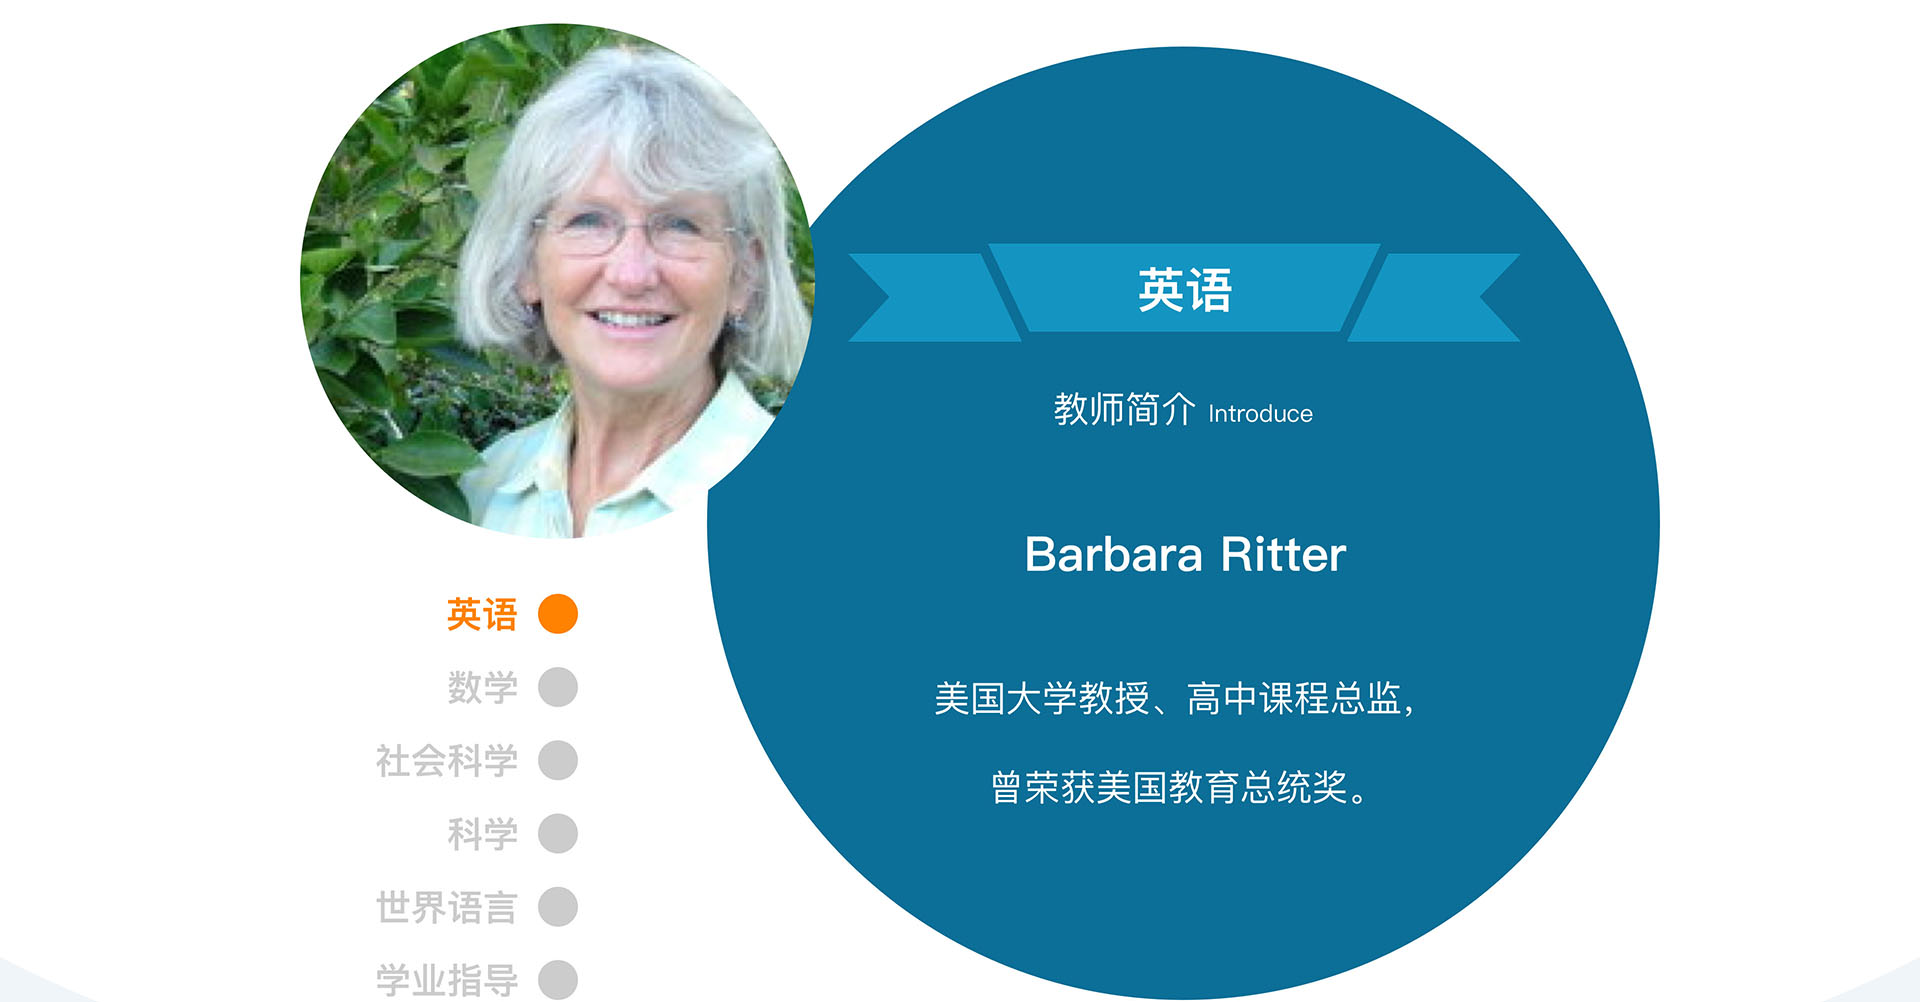 英语
教师简介 Introduce
Barbara Ritter
美国大学教授、高中课程总监，
曾荣获美国教育总统奖。
英语
数学
社会科学
科学
世界语言
学业指导